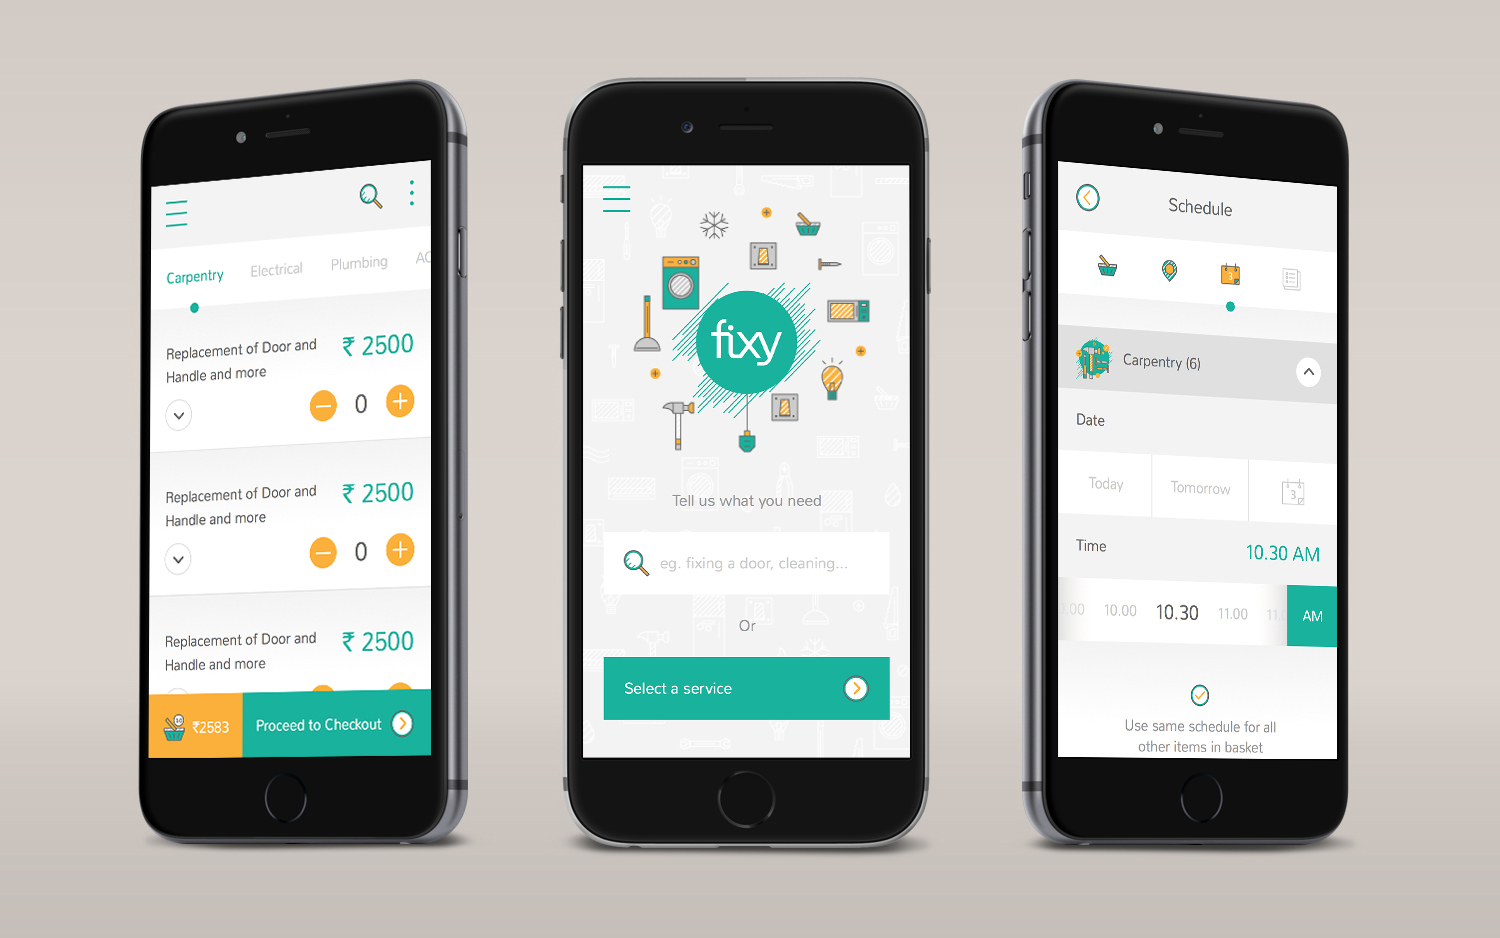 Carpentry Electrical Plumbing AC
Replacement of Door and
Handle and more
₹ 2500
0
Replacement of Door and
Handle and more
₹ 2500
0
Replacement of Door and
Handle and more
₹ 2500
₹2583
Proceed to Checkout
fixy
Tell us what you need
eg. fixing a door, cleaning...
Or
Select a service
Schedule
3
Carpentry (6)
Date
Today
Tomorrow
3
Time
10.30 AM
.00 10.00 10.30 11.00 11
AM
Use same schedule for all
other items in basket